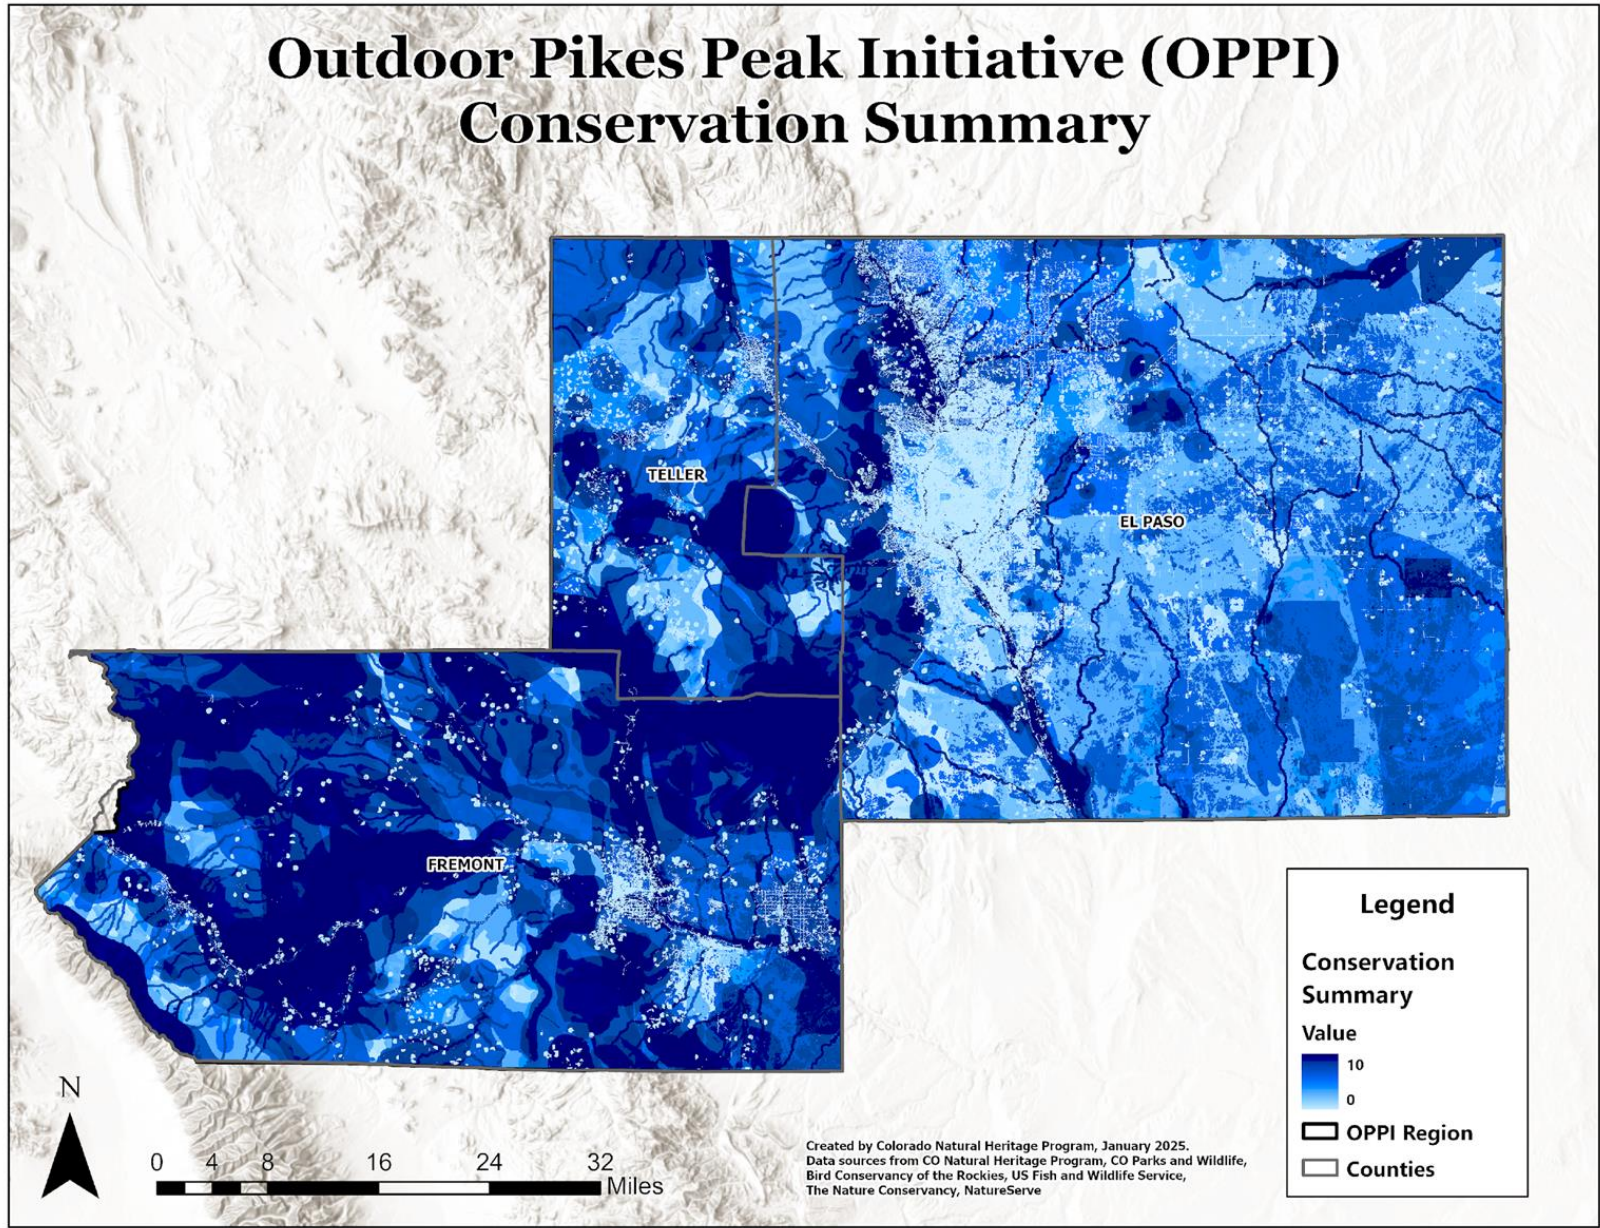 Outdoor Pikes Peak Initiative (OPPI)
Conservation Summary
TELLER
EL PASO
FREMONT
Legend
Conservation
Summary
Value
10
0
OPPI Region
Counties
N
0 4 8 16 24 32
Miles
Created by Colorado Natural Heritage Program, January 2025.
Data sources from CO Natural Heritage Program, CO Parks and Wildlife,
Bird Conservancy of the Rockies, US Fish and Wildlife Service,
The Nature Conservancy, NatureServe